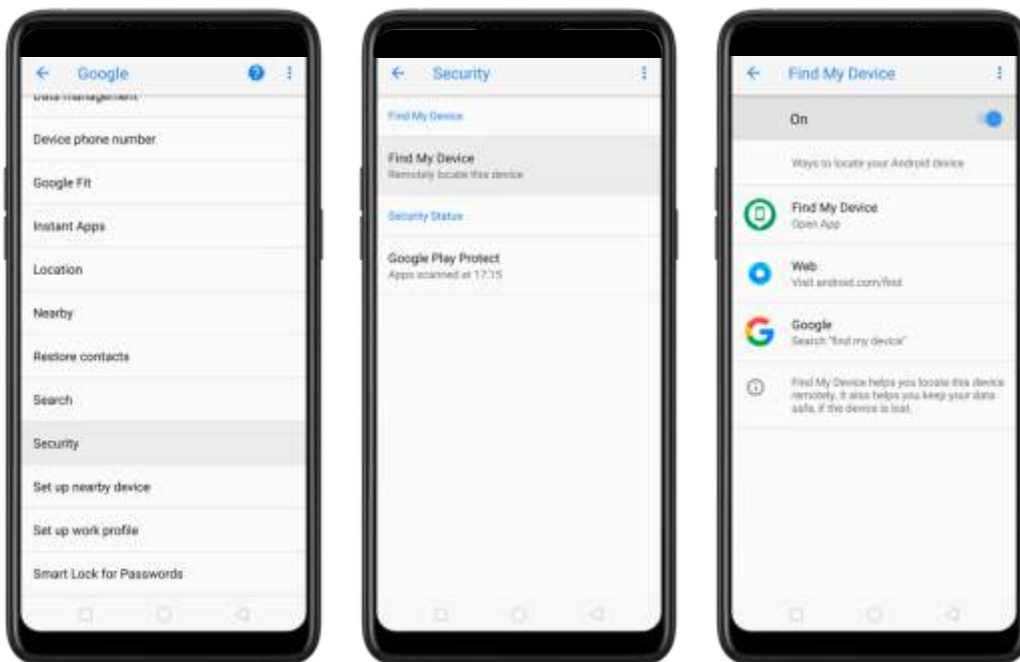 Google
Data management
Device phone number
Google Fit
Instant Apps
Location
Nearby
Restore contacts
Search
Security
Set up nearby device
Set up work profile
Smart Lock for Passwords
Security
Find My Device
Find My Device
Remotely locate this device
Security Status
Google Play Protect
Apps scanned at 17:15
Find My Device
On
Ways to locate your Android device
Find My Device
Open App
Web
Visit android.com/find
Google
Search "find my device"
Find My Device helps you locate this device
remotely. It also helps you keep your data
safe, if the device is lost.